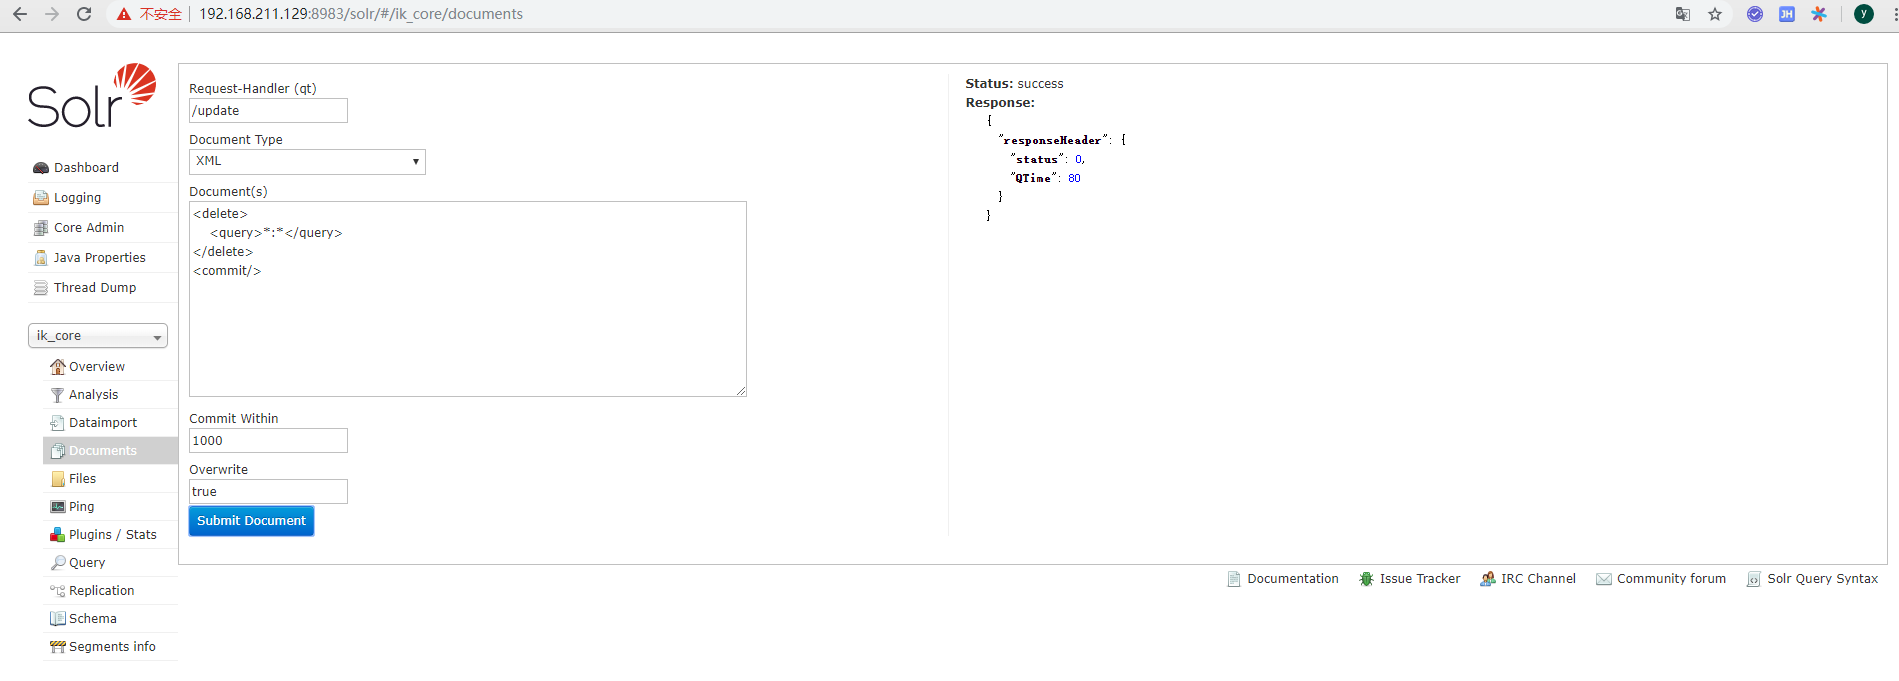 不安全 192.168.211.129:8983/solr/#/ik_core/documents
JH
y
Solr
Dashboard
Logging
Core Admin
Java Properties
Thread Dump
ik_core
Overview
Analysis
Dataimport
Documents
Files
Ping
Plugins / Stats
Query
Replication
Schema
Segments info
Request-Handler (qt)
/update
Document Type
XML
Document(s)
<delete>
<query>*:*</query>
</delete>
<commit/>
Commit Within
1000
Overwrite
true
Submit Document
Status: success
Response:
{
"responseHeader": {
"status": 0,
"QTime": 80
}
}
Documentation
Issue Tracker
IRC Channel
Community forum
Solr Query Syntax